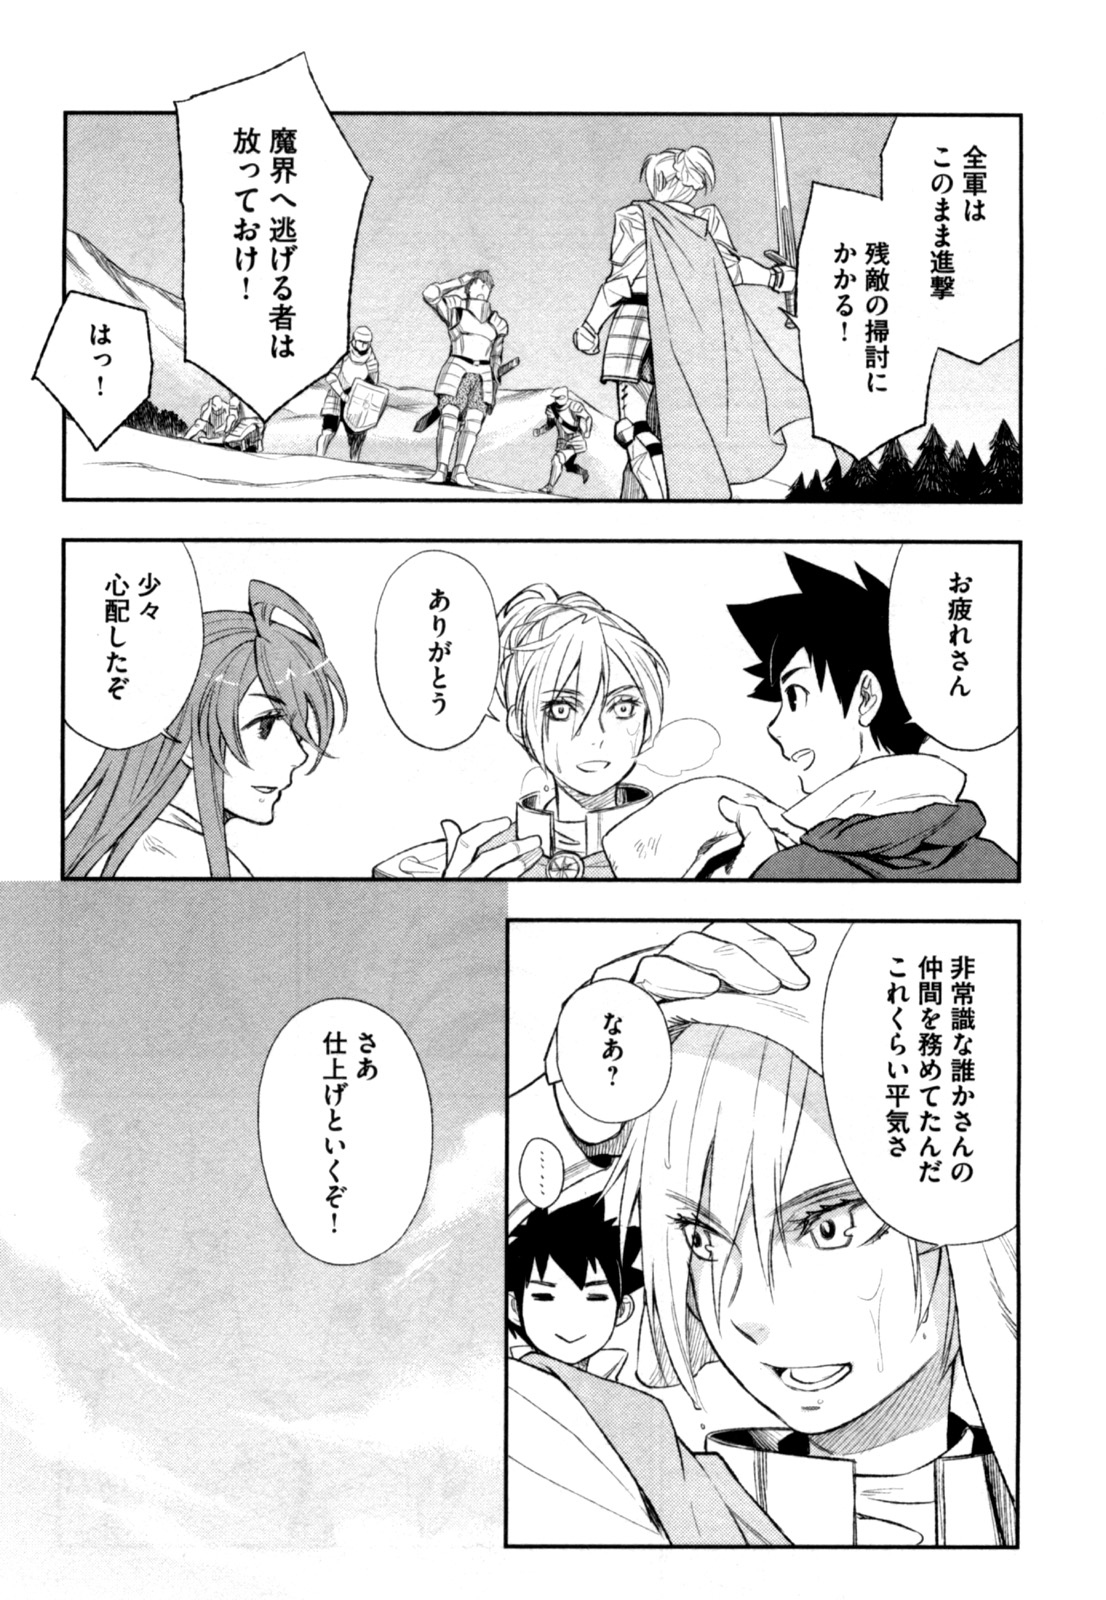 全軍は
このまま進撃
残敵の掃討に
かかる！
魔界へ逃げる者は
放っておけ！
はっ！
お疲れさん
ありがとう
少々
心配したぞ
非常識な誰かさんの
仲間を務めてたんだ
これくらい平気さ
なあ？
……
さあ
仕上げといくぞ！